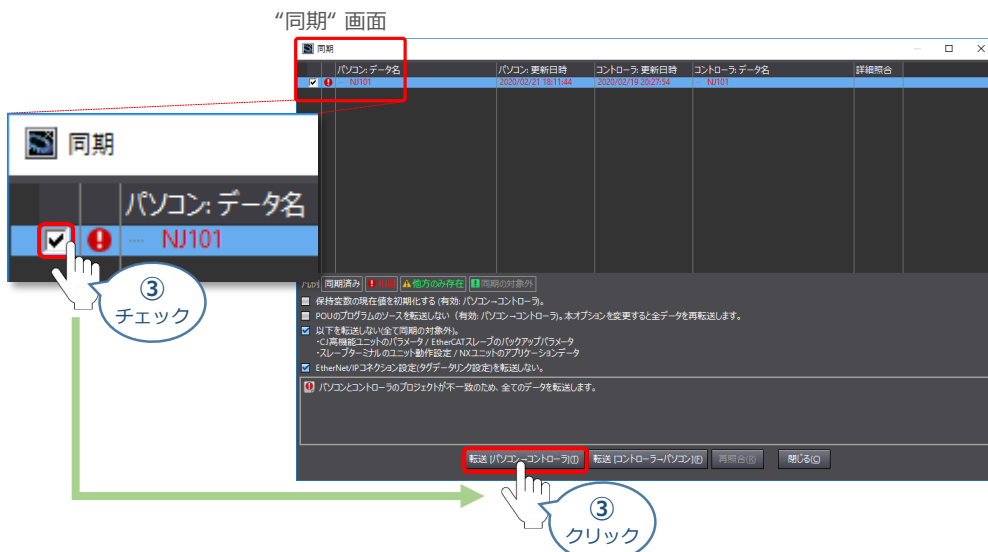 “同期“ 画面
同期
パソコン: データ名 パソコン: 更新日時 コントローラ: 更新日時 コントローラ: データ名 詳細照合
NJ101 2020/02/21 18:11:44 2020/02/19 20:27:54 NJ101
同期
パソコン: データ名
NJ101
③
チェック
同期済み 他方のみ存在 同期の対象外
保持変数の現在値を初期化する (有効: パソコン→コントローラ)。
POUのプログラムのソースを転送しない (有効: パソコン→コントローラ)。本オプションを変更すると全データを再転送します。
以下を転送しない(全て同期の対象外)。
・CJ高機能ユニットのパラメータ / EtherCATスレーブのバックアップパラメータ
・スレーブターミナルのユニット動作設定 / NXユニットのアプリケーションデータ
EtherNet/IPコネクション設定(タグデータリンク設定)を転送しない。
パソコンとコントローラのプロジェクトが不一致のため、全てのデータを転送します。
転送 [パソコン→コントローラ](T) 転送 [コントローラ→パソコン](F) 再照合(R) 閉じる(C)
③
クリック